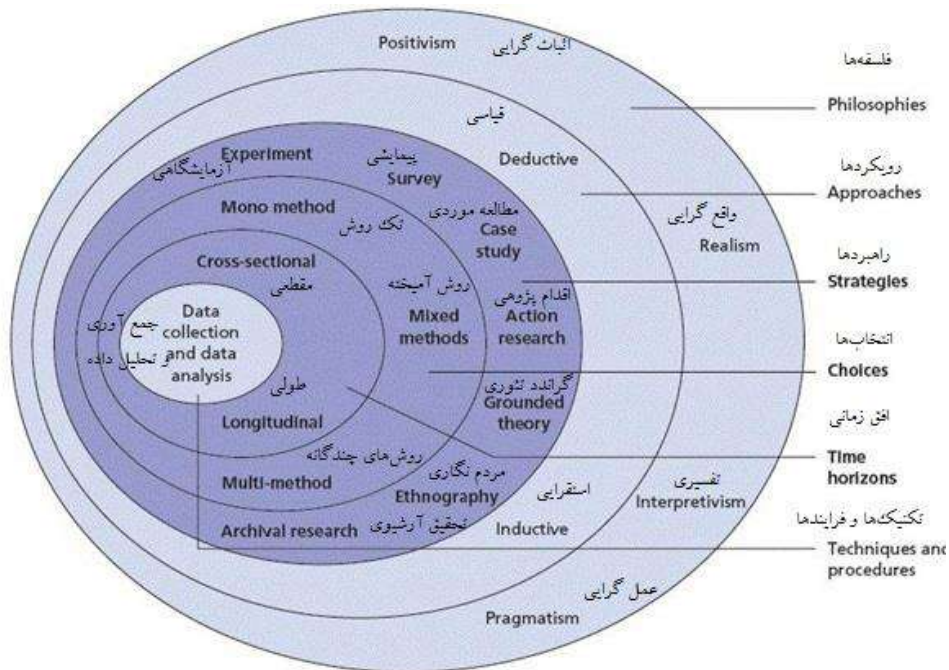 Positivism
اثبات گرایی
فلسفه‌ها
Philosophies
قیاسی
Deductive
رویکردها
Approaches
Experiment
آزمایشگاهی
پیمایشی
Survey
Mono method
تک روش
مطالعه موردی
Case
study
واقع گرایی
Realism
راهبردها
Strategies
Cross-sectional
مقطعی
روش آمیخته
Mixed
methods
اقدام پژوهی
Action
research
Data
collection
and data
analysis
جمع آوری
و تحلیل داده
انتخاب‌ها
Choices
طولی
Longitudinal
گراندد تئوری
Grounded
theory
افق زمانی
Time
horizons
روش‌های چندگانه
Multi-method
مردم نگاری
Ethnography
استقرایی
Inductive
تفسیری
Interpretivism
Archival research
تحقیق آرشیوی
تکنیک‌ها و فرایندها
Techniques and
procedures
عمل گرایی
Pragmatism